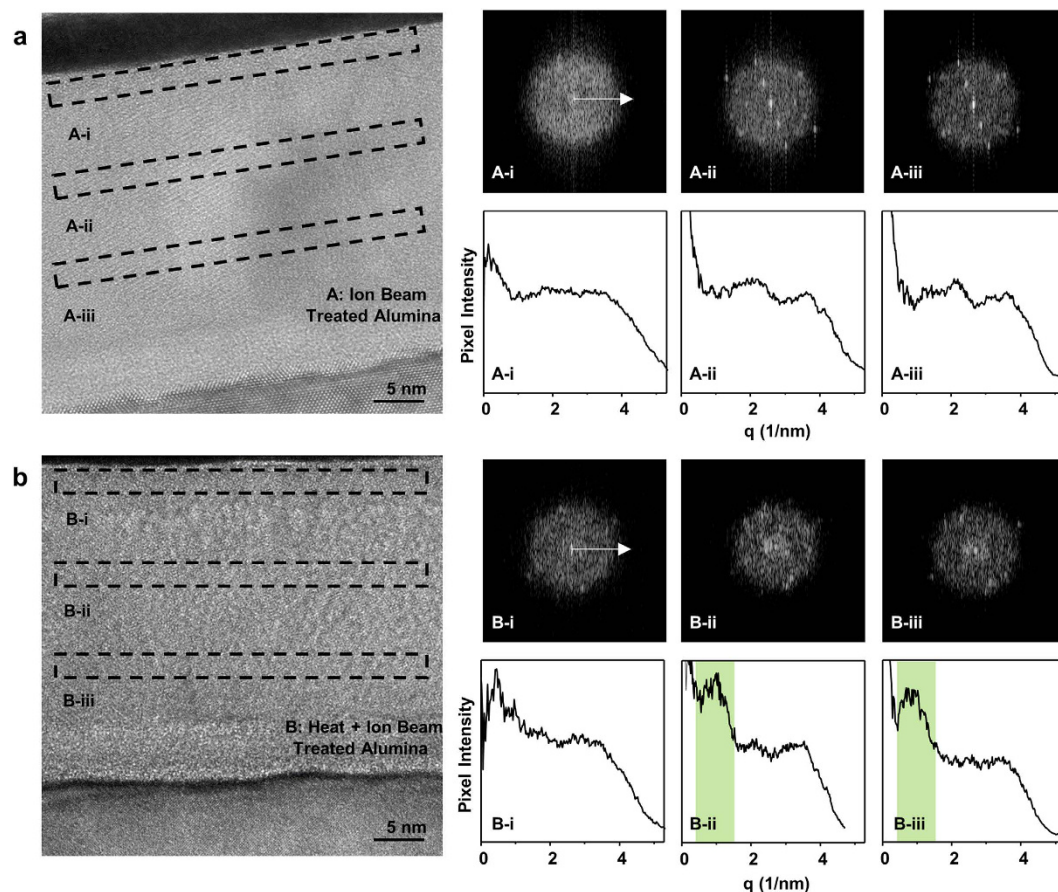 a
A-i
A-ii
A-iii
A: Ion Beam
Treated Alumina
5 nm
A-i
A-ii
A-iii
Pixel Intensity
A-i
A-ii
A-iii
0 2 4
0 2 4
0 2 4
q (1/nm)
b
B-i
B-ii
B-iii
B: Heat + Ion Beam
Treated Alumina
5 nm
B-i
B-ii
B-iii
Pixel Intensity
B-i
B-ii
B-iii
0 2 4
0 2 4
0 2 4
q (1/nm)